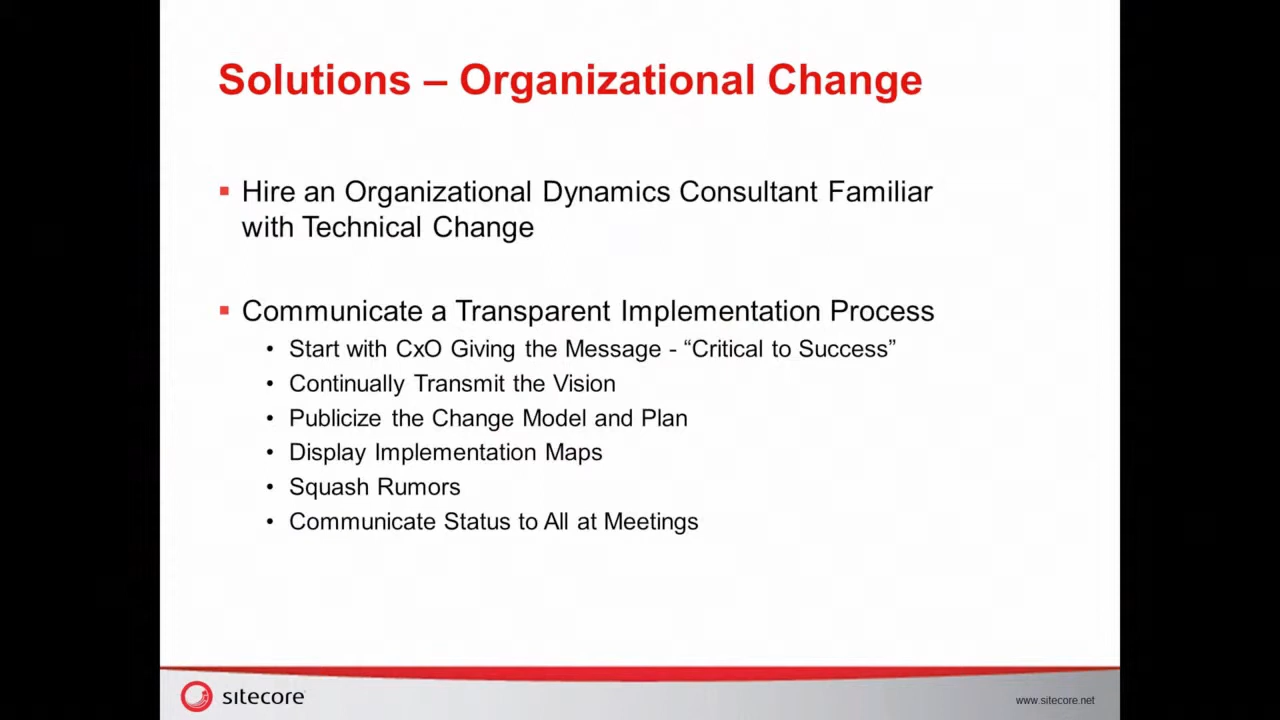 Solutions – Organizational Change
▪ Hire an Organizational Dynamics Consultant Familiar
with Technical Change
▪ Communicate a Transparent Implementation Process
• Start with CxO Giving the Message - “Critical to Success”
• Continually Transmit the Vision
• Publicize the Change Model and Plan
• Display Implementation Maps
• Squash Rumors
• Communicate Status to All at Meetings
sitecore
www.sitecore.net